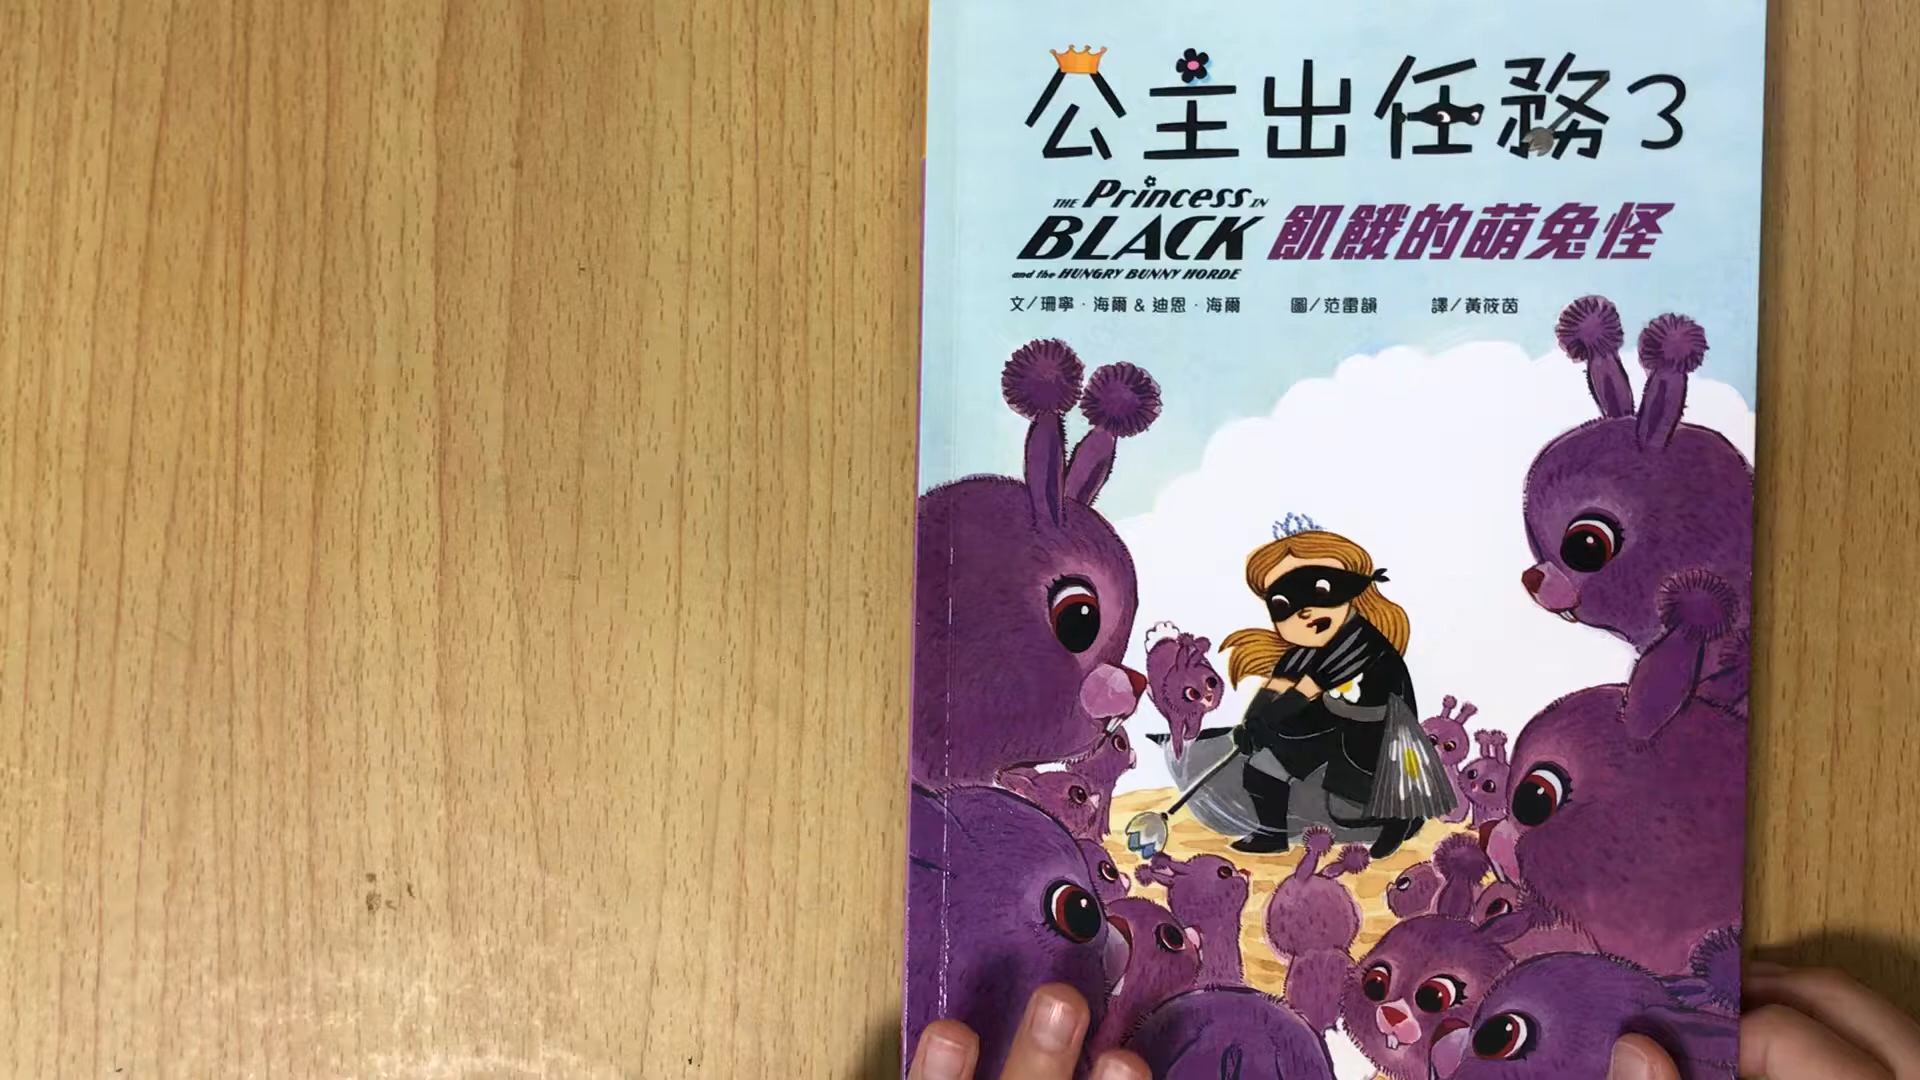 公主出任務3
THE Princess IN
BLACK
and the HUNGRY BUNNY HORDE
飢餓的萌兔怪
文/珊寧·海爾 & 迪恩·海爾 圖/范雷韻 譯/黃筱茵